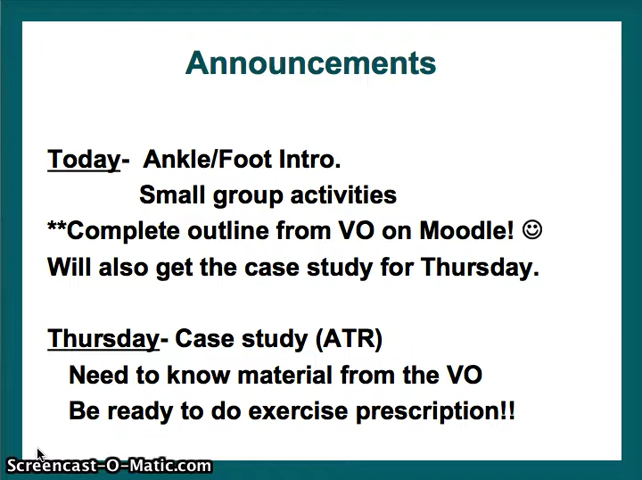 Announcements
Today- Ankle/Foot Intro.
Small group activities
**Complete outline from VO on Moodle! ☺
Will also get the case study for Thursday.
Thursday- Case study (ATR)
Need to know material from the VO
Be ready to do exercise prescription!!
Screencast-O-Matic.com